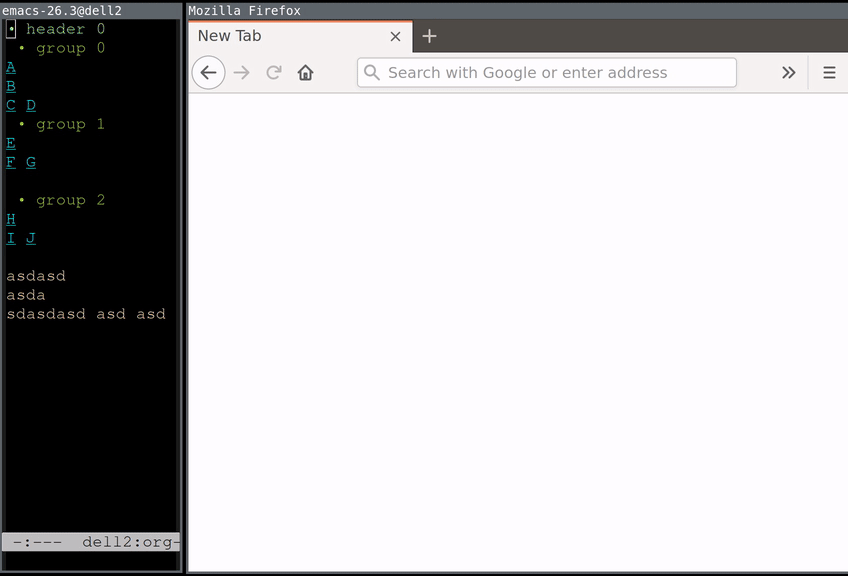 emacs-26.3@dell2
• header 0
• group 0
A
B
C D
• group 1
E
F G
• group 2
H
I J
asdasd
asda
sdasdasd asd asd
-:--- dell2:org-
Mozilla Firefox
New Tab
Search with Google or enter address